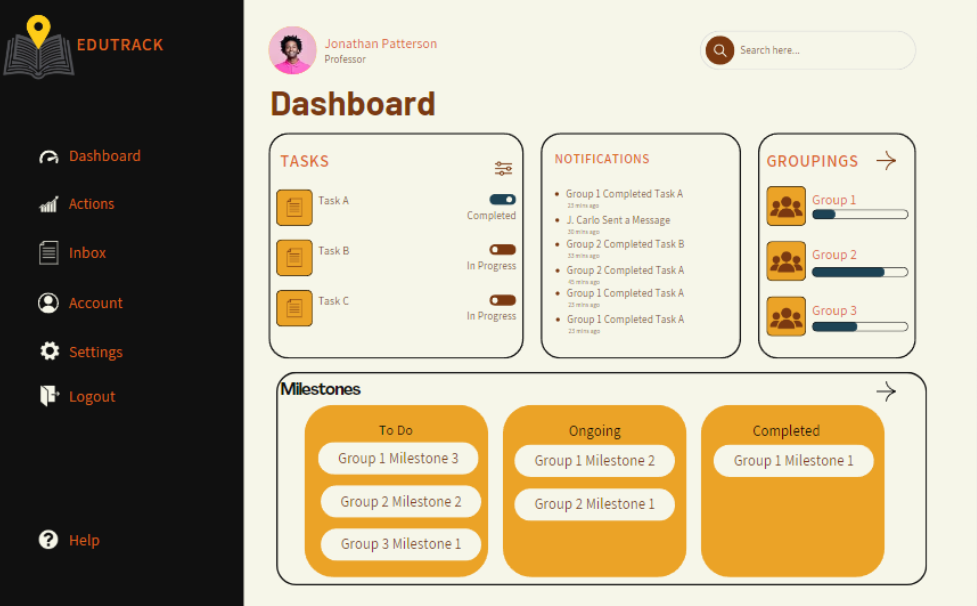 EDUTRACK
Dashboard
Actions
Inbox
Account
Settings
Logout
Help
Jonathan Patterson
Professor
Search here...
Dashboard
TASKS
Task A
Completed
Task B
In Progress
Task C
In Progress
NOTIFICATIONS
Group 1 Completed Task A
23 mins ago
J. Carlo Sent a Message
30 mins ago
Group 2 Completed Task B
33 mins ago
Group 2 Completed Task A
45 mins ago
Group 1 Completed Task A
23 mins ago
Group 1 Completed Task A
23 mins ago
GROUPINGS
Group 1
Group 2
Group 3
Milestones
To Do
Group 1 Milestone 3
Group 2 Milestone 2
Group 3 Milestone 1
Ongoing
Group 1 Milestone 2
Group 2 Milestone 1
Completed
Group 1 Milestone 1